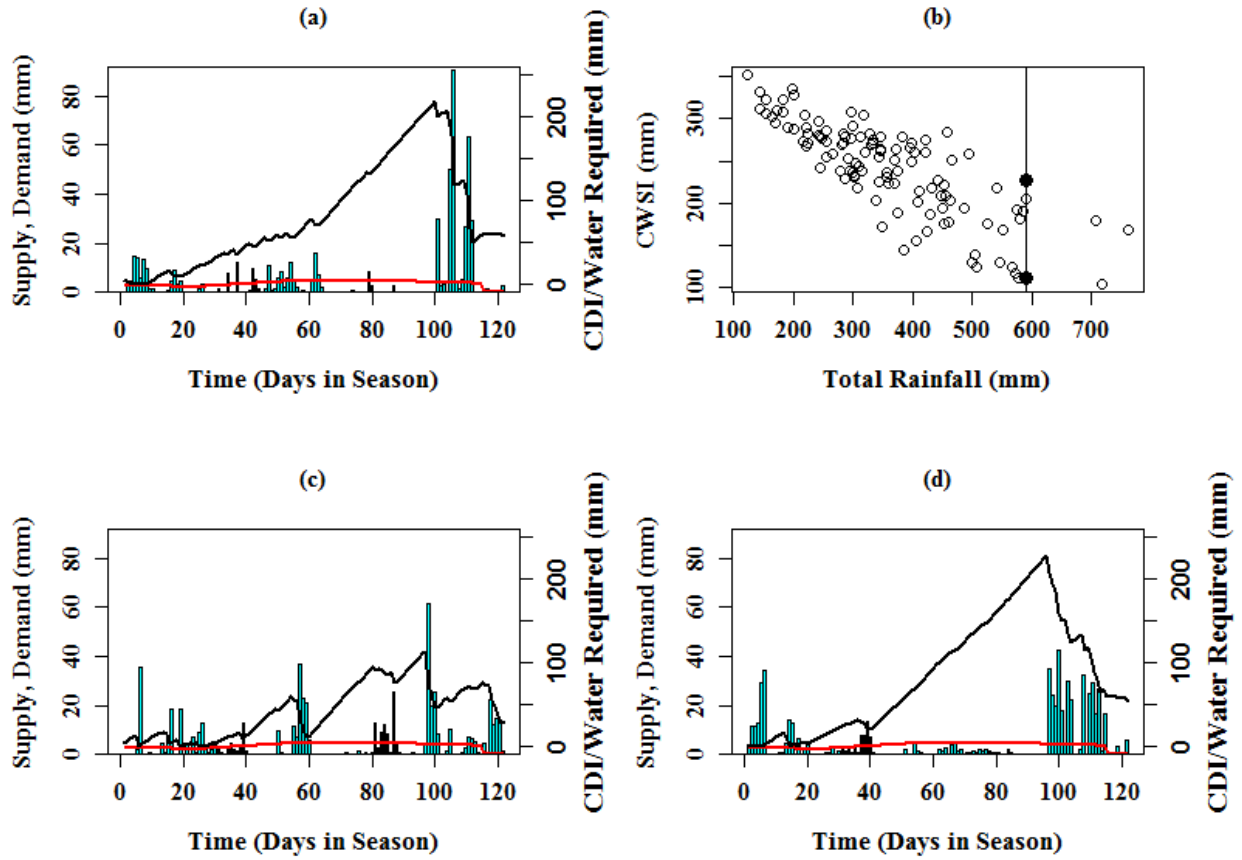 (a)
Supply, Demand (mm)
0 20 40 60 80
CDI/Water Required (mm)
0 100 200
0 20 40 60 80 100 120
Time (Days in Season)
(b)
CWSI (mm)
100 200 300
100 200 300 400 500 600 700
Total Rainfall (mm)
(c)
Supply, Demand (mm)
0 20 40 60 80
CDI/Water Required (mm)
0 100 200
0 20 40 60 80 100 120
Time (Days in Season)
(d)
Supply, Demand (mm)
0 20 40 60 80
CDI/Water Required (mm)
0 100 200
0 20 40 60 80 100 120
Time (Days in Season)